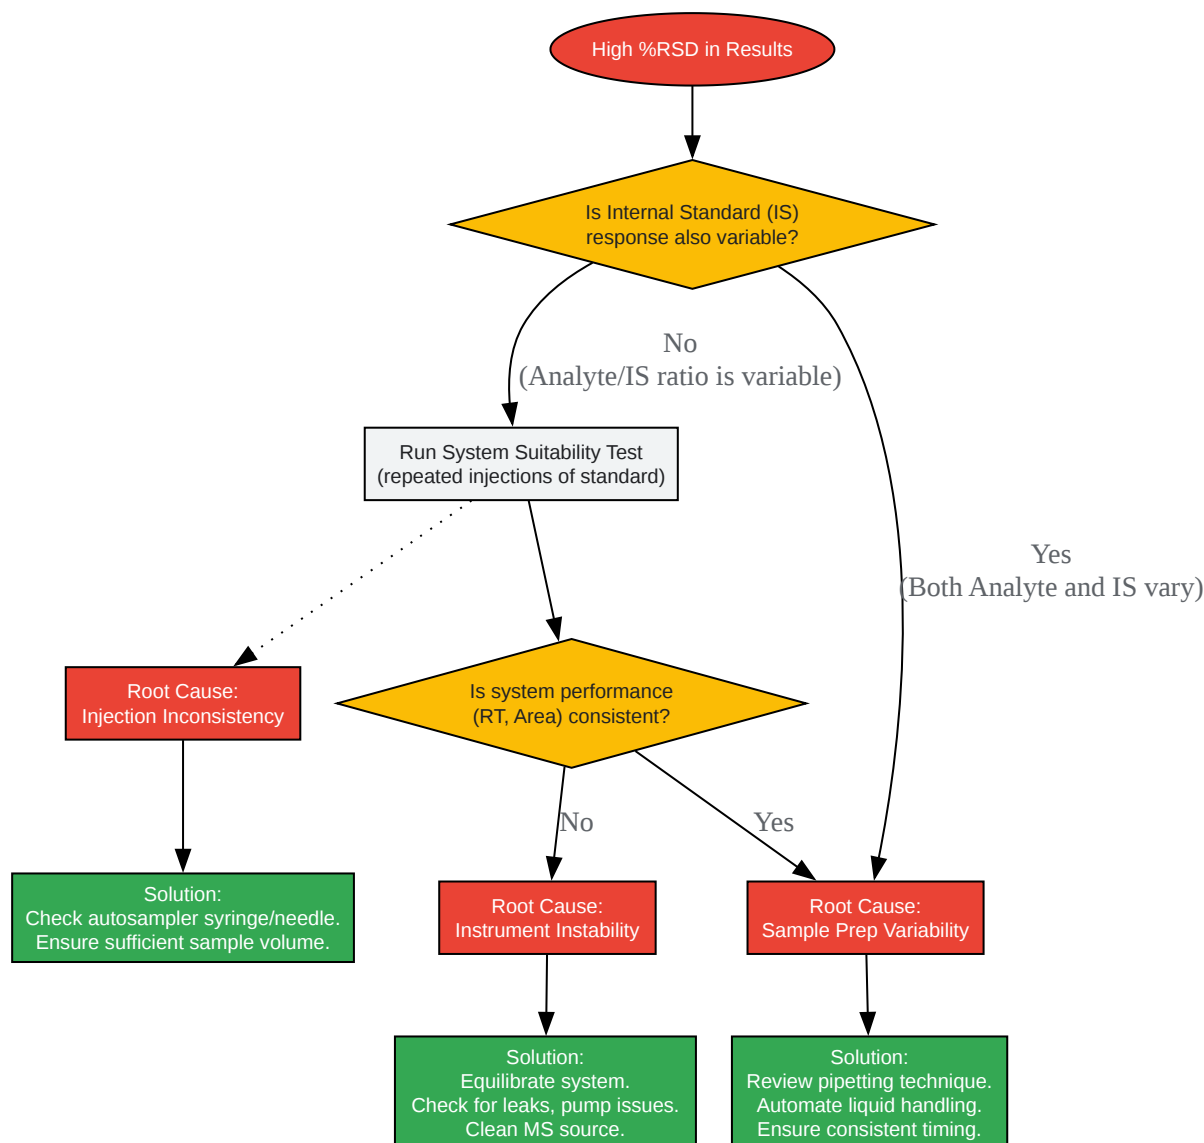 High %RSD in Results
Is Internal Standard (IS)
response also variable?
No
(Analyte/IS ratio is variable)
Run System Suitability Test
(repeated injections of standard)
Yes
(Both Analyte and IS vary)
Root Cause:
Injection Inconsistency
Is system performance
(RT, Area) consistent?
No
Yes
Solution:
Check autosampler syringe/needle.
Ensure sufficient sample volume.
Root Cause:
Instrument Instability
Root Cause:
Sample Prep Variability
Solution:
Equilibrate system.
Check for leaks, pump issues.
Clean MS source.
Solution:
Review pipetting technique.
Automate liquid handling.
Ensure consistent timing.